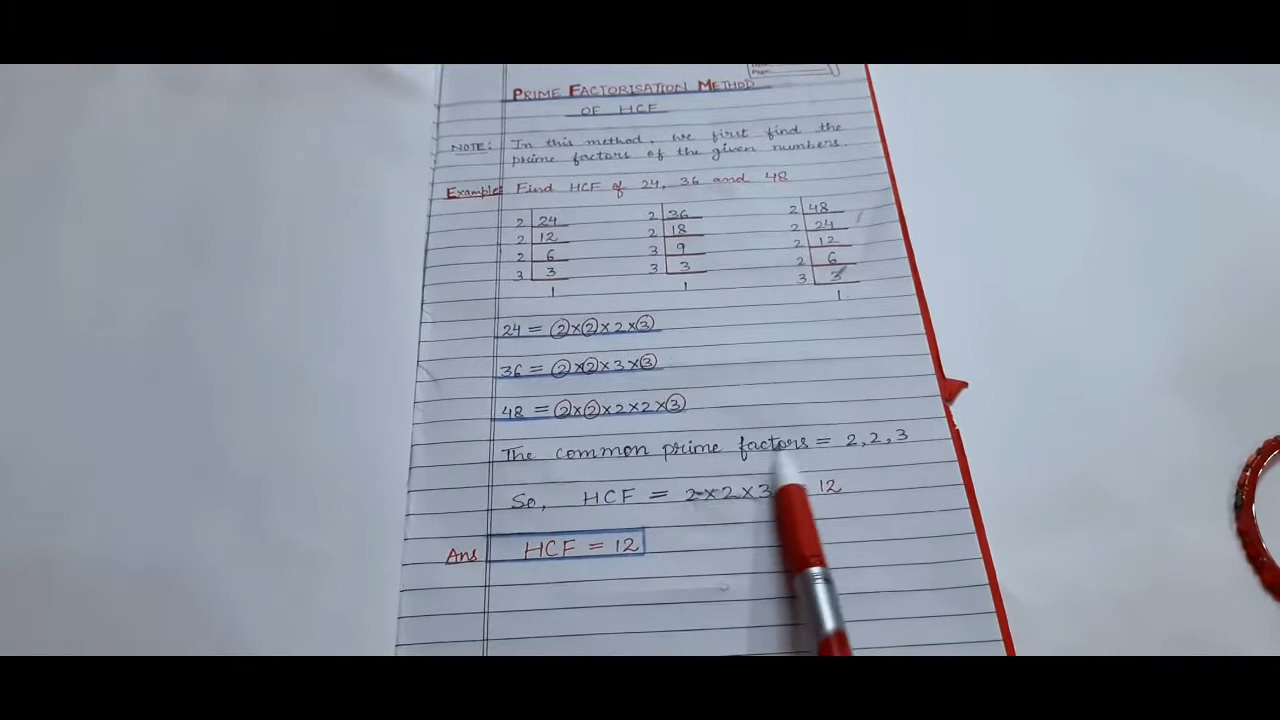 PRIME FACTORISATION METHOD
OF HCF
NOTE: In this method, we first find the
prime factors of the given numbers.
Example: Find HCF of 24, 36 and 48
2 24 2 36 2 48
2 12 2 18 2 24
2 6 3 9 2 12
3 3 3 3 2 6
1 1 3 3
1
24 = 2×2×2×3
36 = 2×2×3×3
48 = 2×2×2×2×3
The common prime factors = 2,2,3
So, HCF = 2×2×3 = 12
Ans HCF = 12